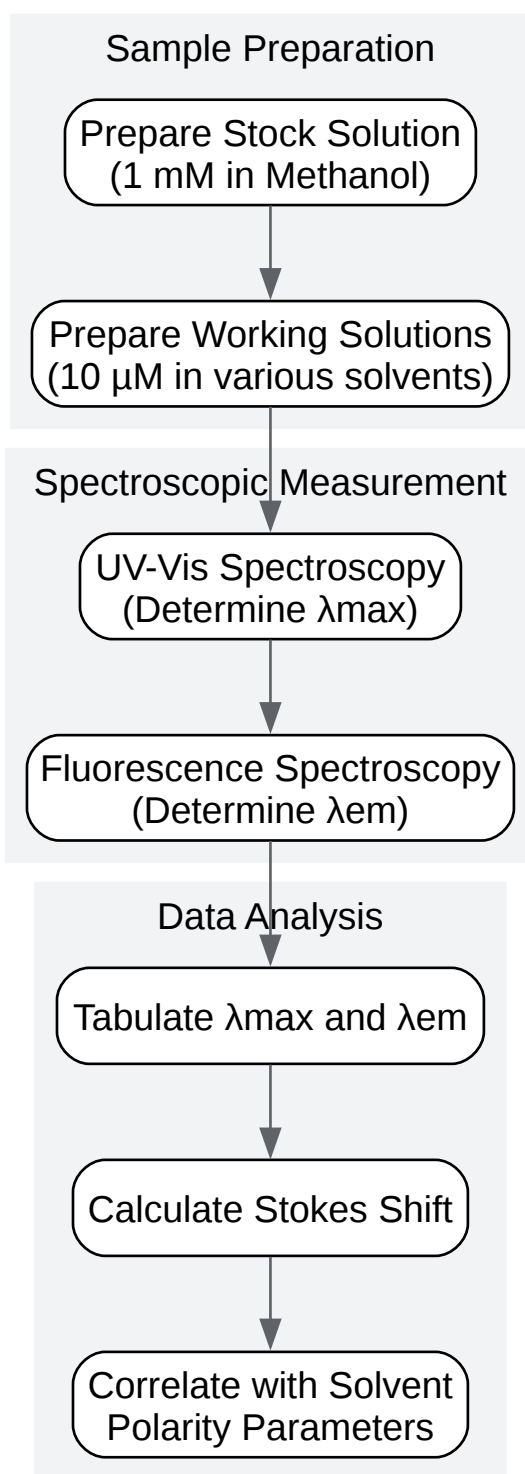 Sample Preparation
Prepare Stock Solution
(1 mM in Methanol)
Prepare Working Solutions
(10 µM in various solvents)
Spectroscopic Measurement
UV-Vis Spectroscopy
(Determine λmax)
Fluorescence Spectroscopy
(Determine λem)
Data Analysis
Tabulate λmax and λem
Calculate Stokes Shift
Correlate with Solvent
Polarity Parameters